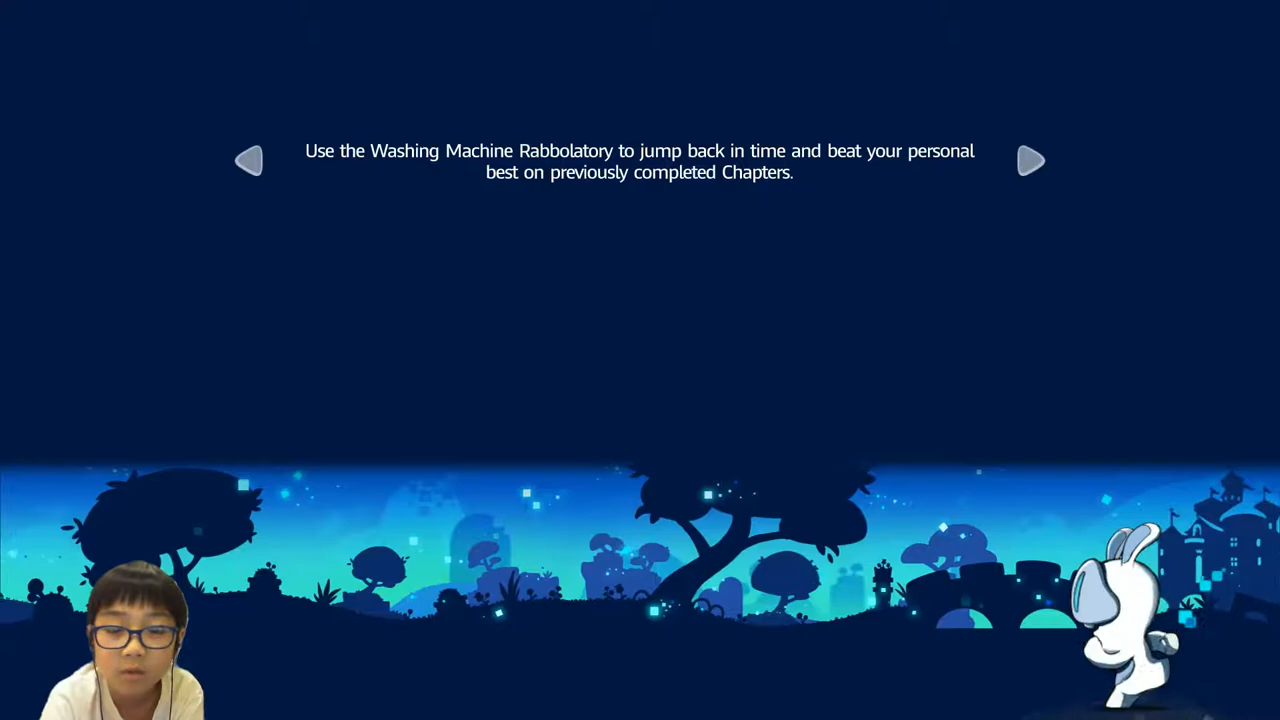 Use the Washing Machine Rabbolatory to jump back in time and beat your personal
best on previously completed Chapters.